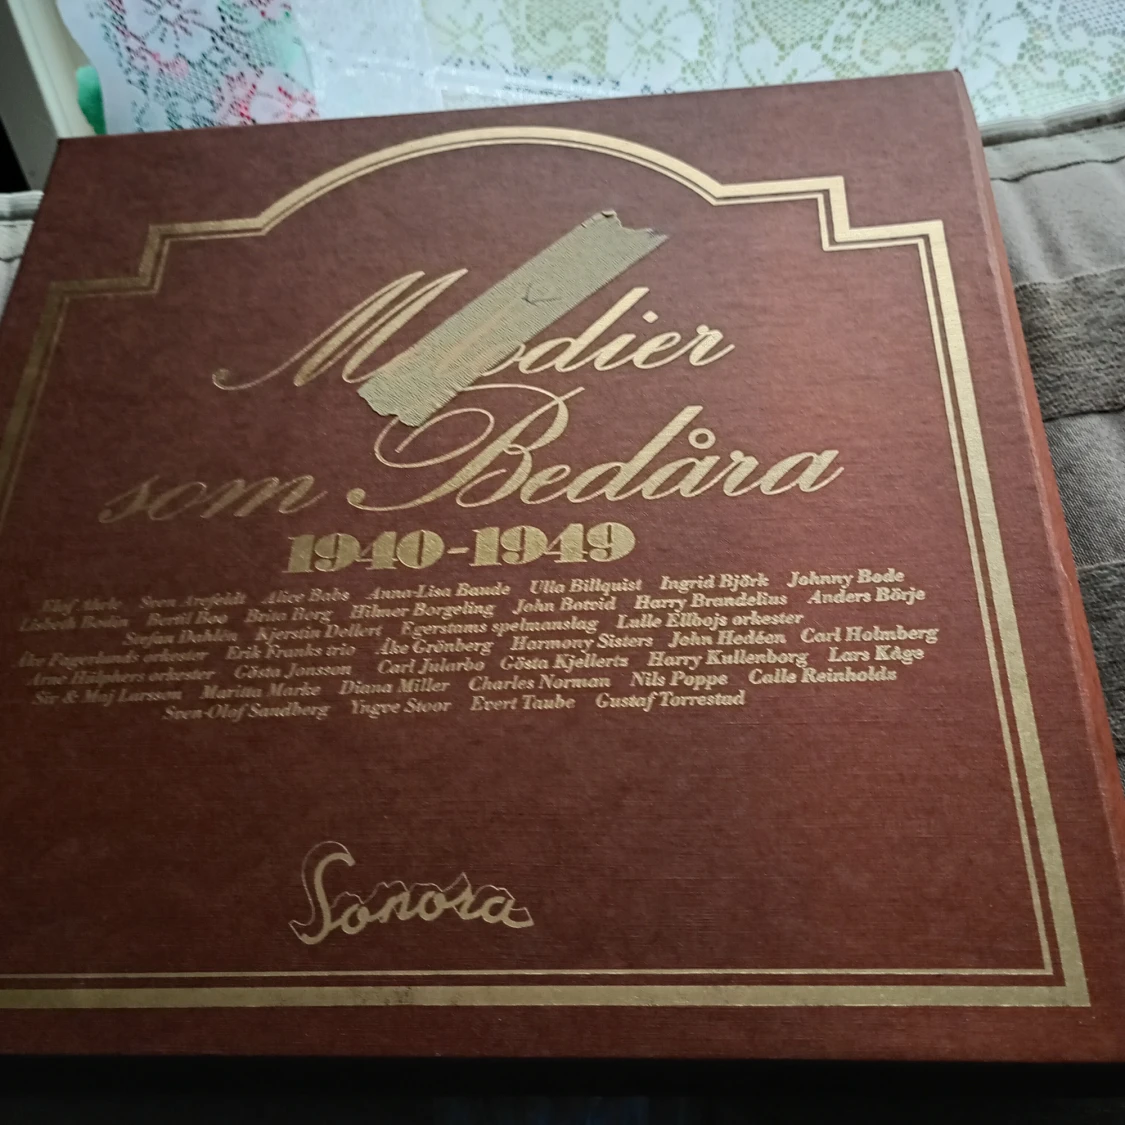 Melodier
som Bedåra
1940-1949
Sven Arefeldt Alice Babs Anna-Lisa Baude Ulla Billquist Ingrid Björk Johnny Bode
Lisbeth Bodin Bertil Boo Brita Borg Hilmer Borgeling John Botvid Harry Brandelius Anders Börje
Stefan Dahlén Kjerstin Dellert Egerstams spelmanslag Lulle Ellbojs orkester
Åke Fagerlunds orkester Erik Franks trio Åke Grönberg Harmony Sisters John Hedéen Carl Holmberg
Arne Hülphers orkester Gösta Jonsson Carl Jularbo Gösta Kjellertz Harry Kullenborg Lars Kåge
Sir & Maj Larsson Maritta Marke Diana Miller Charles Norman Nils Poppe Calle Reinholdz
Sven-Olof Sandberg Yngve Stoor Evert Taube Gustaf Torrestad
Sonora